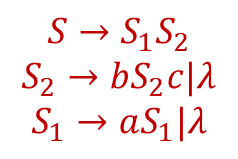 S → S₁S₂
S₂ → bS₂c|λ
S₁ → aS₁|λ